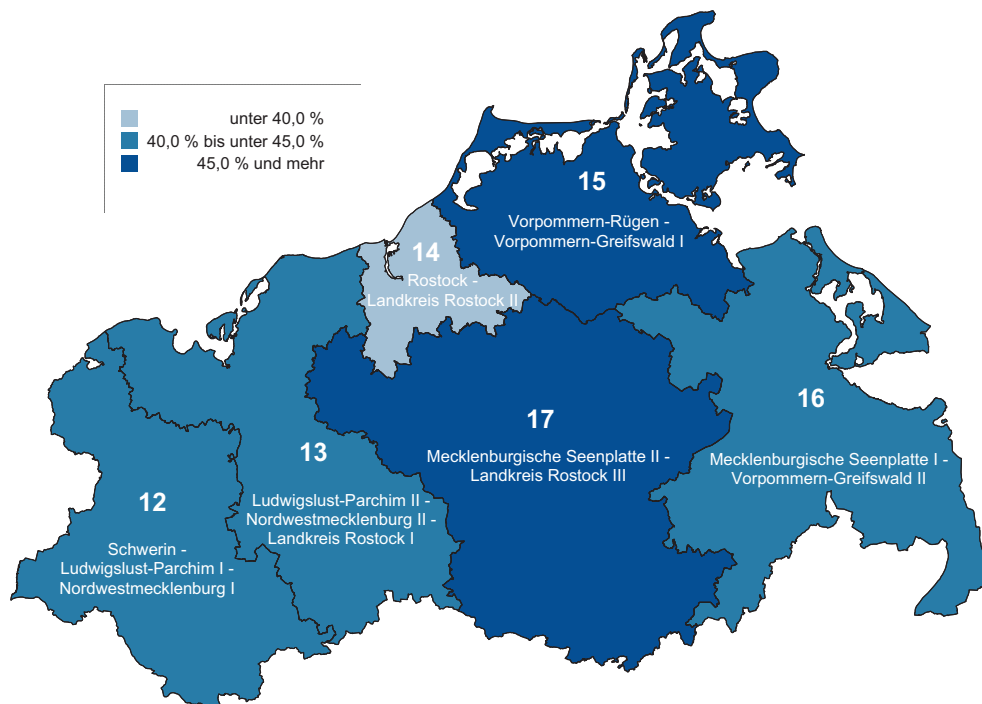 unter 40,0 %
40,0 % bis unter 45,0 %
45,0 % und mehr
15
Vorpommern-Rügen -
Vorpommern-Greifswald I
14
Rostock -
Landkreis Rostock II
16
Mecklenburgische Seenplatte I -
Vorpommern-Greifswald II
17
Mecklenburgische Seenplatte II -
Landkreis Rostock III
13
Ludwigslust-Parchim II -
Nordwestmecklenburg II -
Landkreis Rostock I
12
Schwerin -
Ludwigslust-Parchim I -
Nordwestmecklenburg I